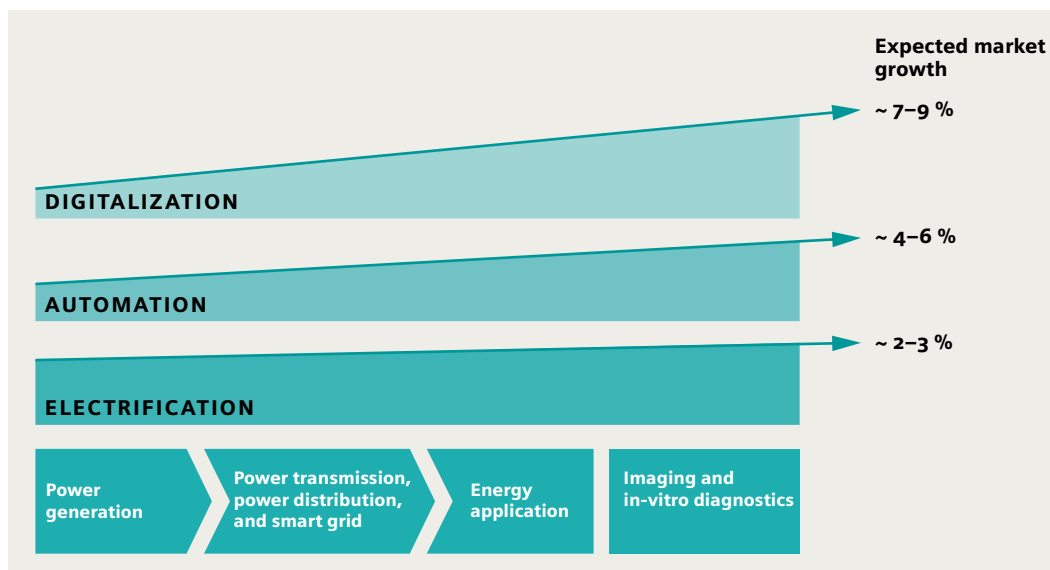 Expected market
growth
~ 7–9 %
DIGITALIZATION
~ 4–6 %
AUTOMATION
~ 2–3 %
ELECTRIFICATION
Power
generation
Power transmission,
power distribution,
and smart grid
Energy
application
Imaging and
in-vitro diagnostics